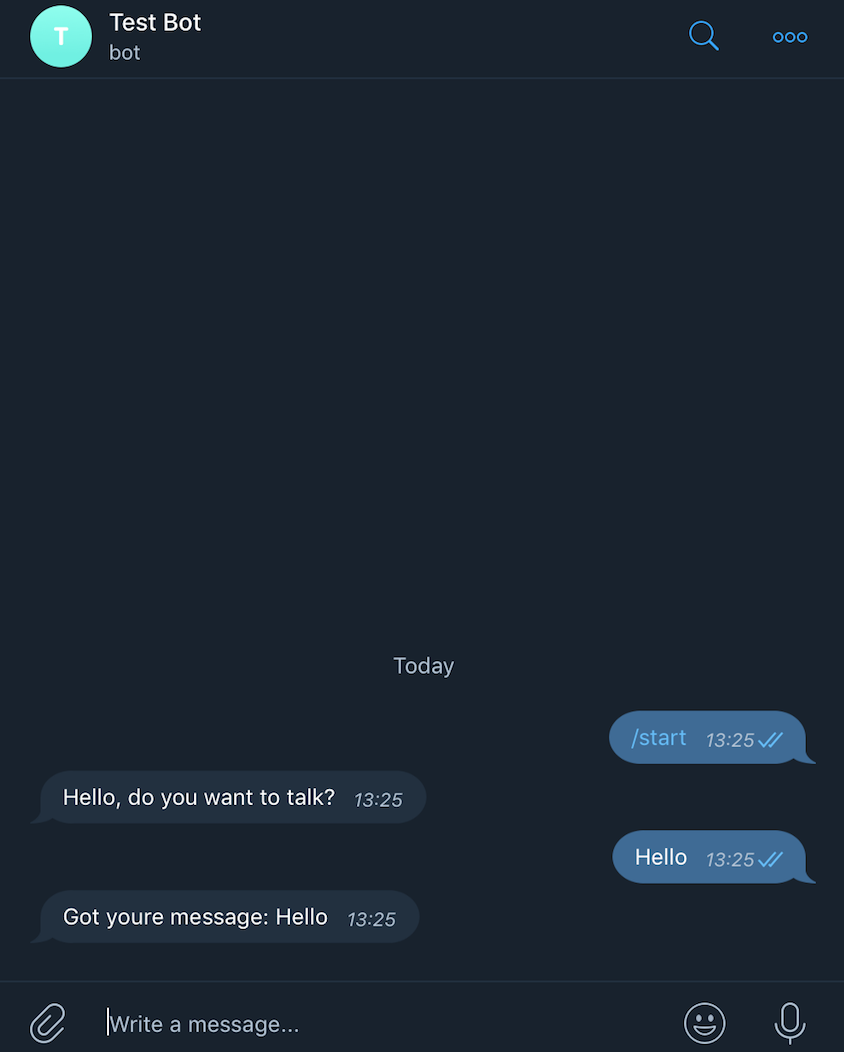 T
Test Bot
bot
Today
/start 13:25
Hello, do you want to talk? 13:25
Hello 13:25
Got youre message: Hello 13:25
Write a message...